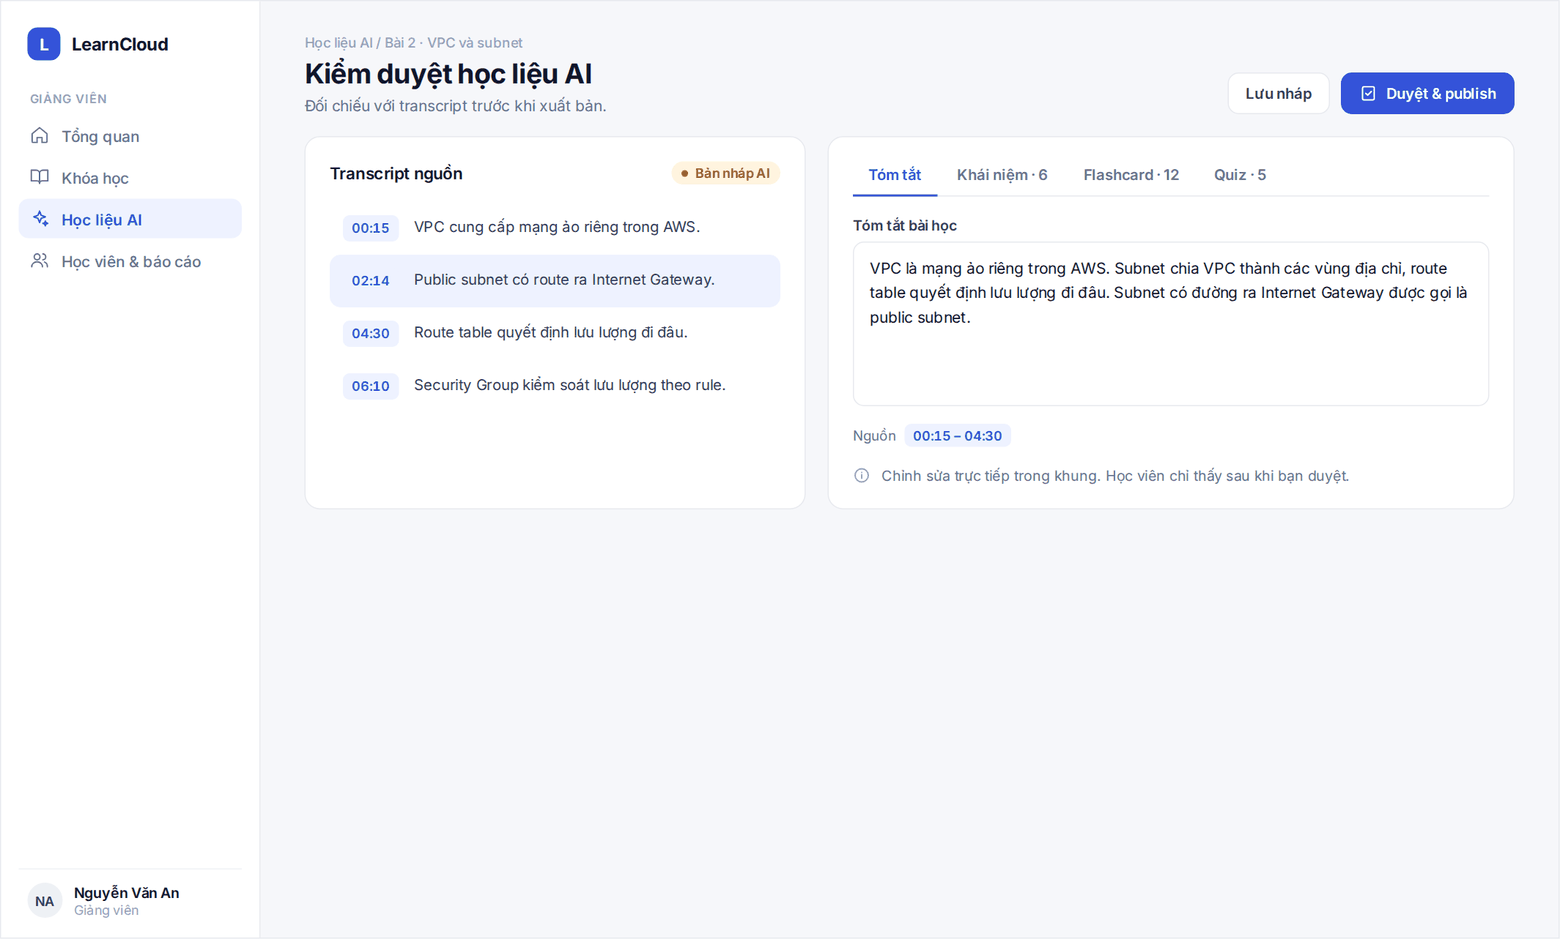 L LearnCloud
GIẢNG VIÊN
Tổng quan
Khóa học
Học liệu AI
Học viên & báo cáo
NA
Nguyễn Văn An
Giảng viên
Học liệu AI / Bài 2 · VPC và subnet
Kiểm duyệt học liệu AI
Đối chiếu với transcript trước khi xuất bản.
Lưu nháp
Duyệt & publish
Transcript nguồn
Bản nháp AI
00:15 VPC cung cấp mạng ảo riêng trong AWS.
02:14 Public subnet có route ra Internet Gateway.
04:30 Route table quyết định lưu lượng đi đâu.
06:10 Security Group kiểm soát lưu lượng theo rule.
Tóm tắt
Khái niệm · 6
Flashcard · 12
Quiz · 5
Tóm tắt bài học
VPC là mạng ảo riêng trong AWS. Subnet chia VPC thành các vùng địa chỉ, route
table quyết định lưu lượng đi đâu. Subnet có đường ra Internet Gateway được gọi là
public subnet.
Nguồn 00:15 – 04:30
Chỉnh sửa trực tiếp trong khung. Học viên chỉ thấy sau khi bạn duyệt.